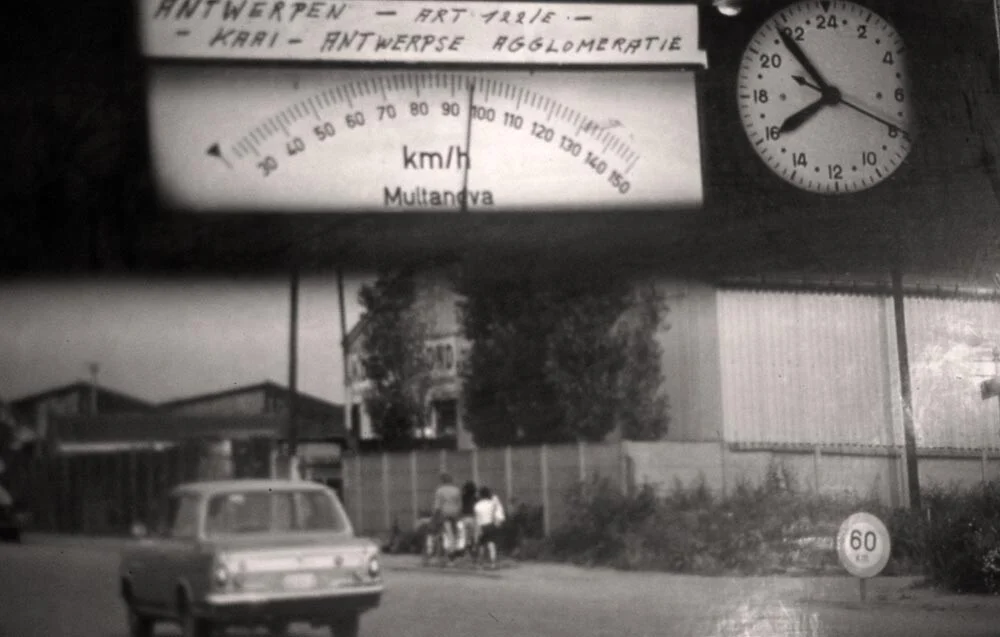 ANTWERPEN - ART 122/E -
- KAAI - ANTWERPSE AGGLOMERATIE
30 40 50 60 70 80 90 100 110 120 130 140 150
km/h
Multanova
24 2 4 6 8 10 12 14 16 18 20 22
60
KM